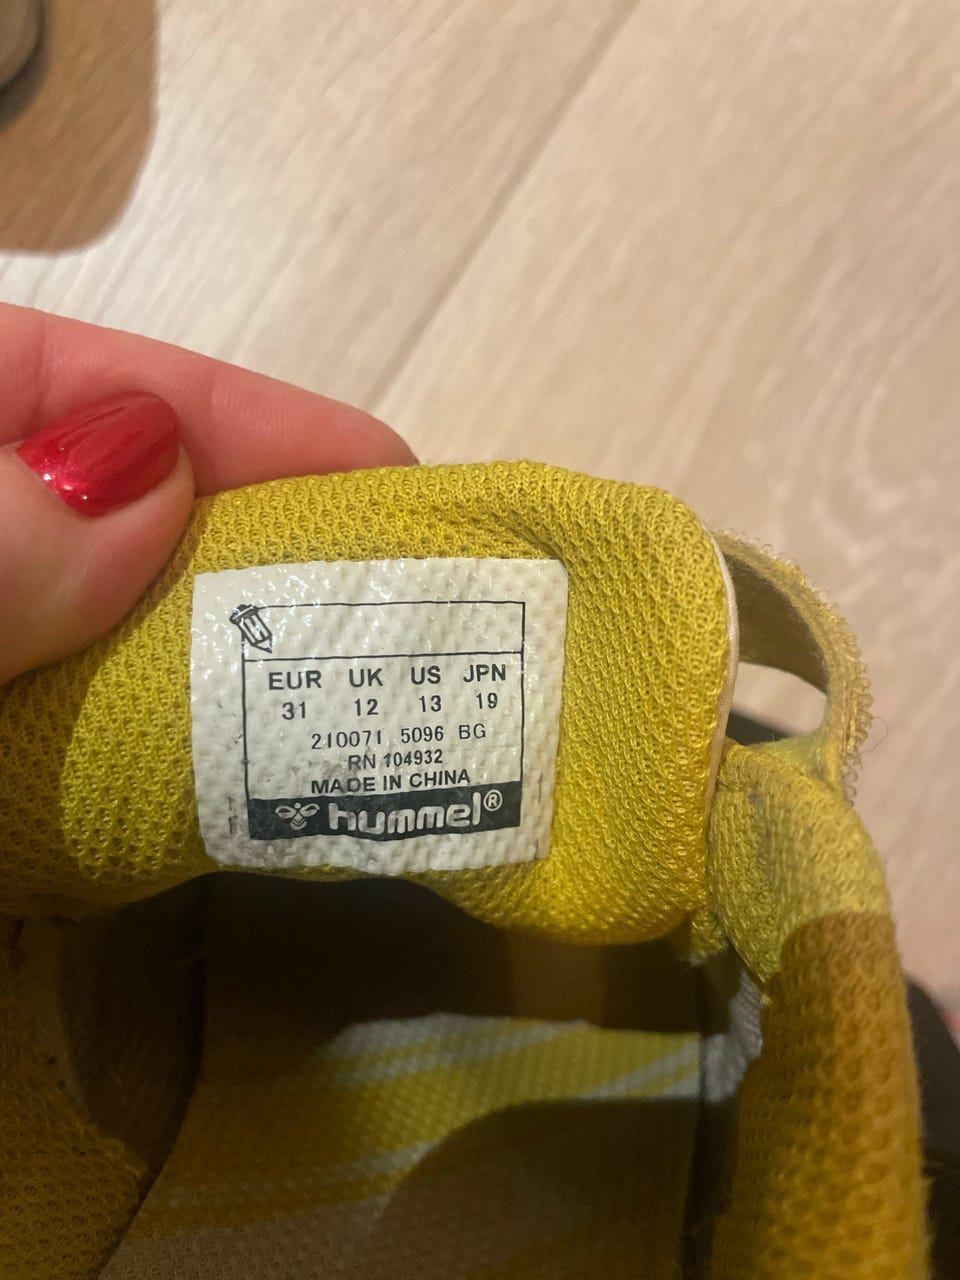 EUR UK US JPN
31 12 13 19
210071 5096 BG
RN 104932
MADE IN CHINA
hummel®